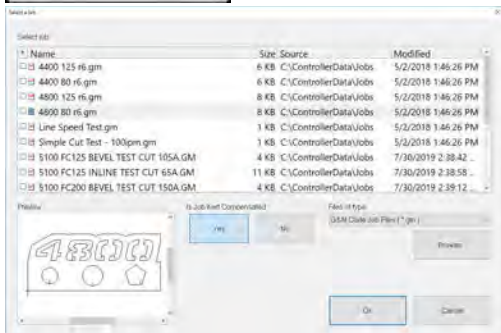 Select a Job
Select Job
* Name Size Source Modified
4400 125 r6.gm 6 KB C:\ControllerData\Jobs 5/2/2018 1:46:26 PM
4400 80 r6.gm 6 KB C:\ControllerData\Jobs 5/2/2018 1:46:26 PM
4800 125 r6.gm 8 KB C:\ControllerData\Jobs 5/2/2018 1:46:26 PM
4800 80 r6.gm 8 KB C:\ControllerData\Jobs 5/2/2018 1:46:26 PM
Line Speed Test.gm 1 KB C:\ControllerData\Jobs 5/2/2018 1:46:26 PM
Simple Cut Test - 100ipm.gm 1 KB C:\ControllerData\Jobs 5/2/2018 1:46:26 PM
5100 FC125 BEVEL TEST CUT 105A.GM 4 KB C:\ControllerData\Jobs 7/30/2019 2:38:42 ...
5100 FC125 INLINE TEST CUT 65A.GM 11 KB C:\ControllerData\Jobs 7/30/2019 2:38:58 ...
5100 FC200 BEVEL TEST CUT 150A.GM 4 KB C:\ControllerData\Jobs 7/30/2019 2:39:12 ...
Preview Is Job Kerf Compensated Files of type
Yes No G&M Code Job Files ( *.gm )
Browse
4800
Ok Cancel